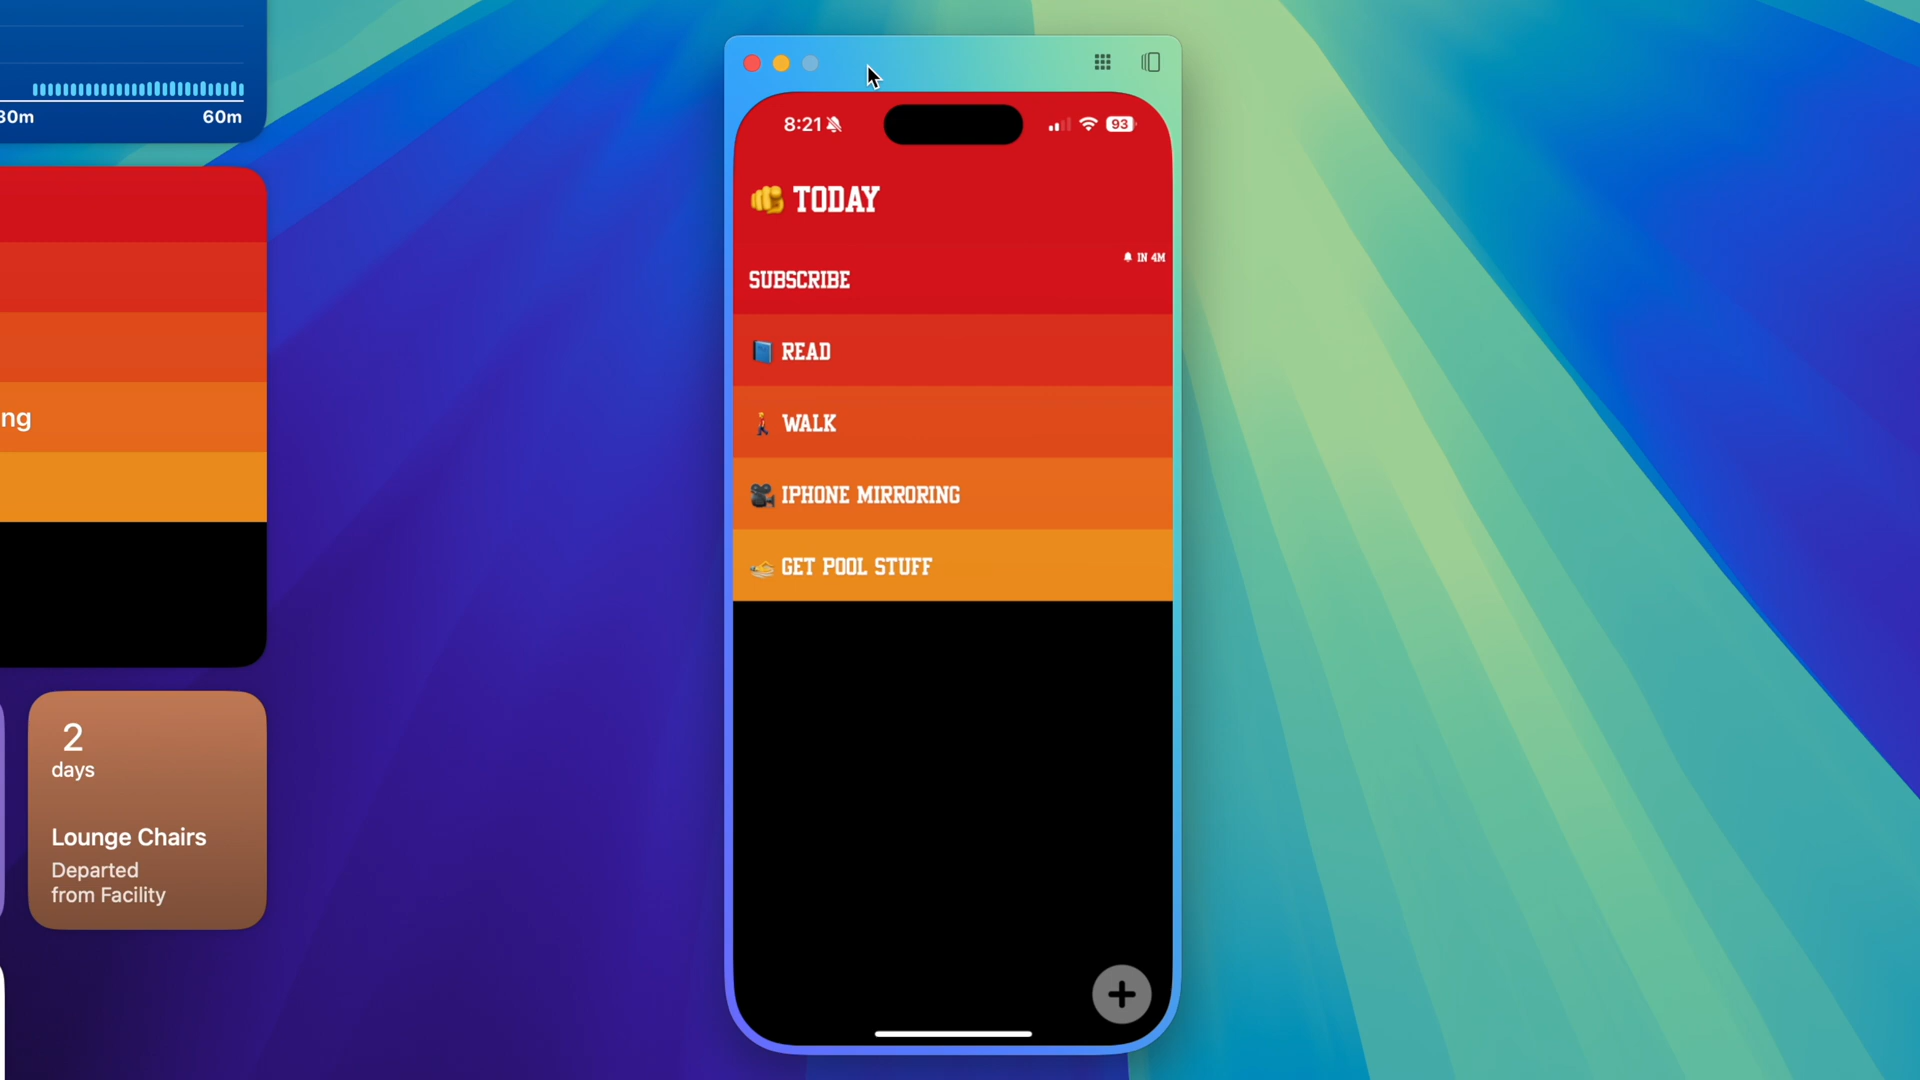 30m
60m
ng
2
days
Lounge Chairs
Departed
from Facility
8:21
93
TODAY
IN 4M
SUBSCRIBE
READ
WALK
IPHONE MIRRORING
GET POOL STUFF